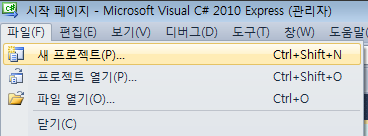 시작 페이지 - Microsoft Visual C# 2010 Express (관리자)
파일(F) 편집(E) 보기(V) 디버그(D) 도구(T) 창(W) 도움말
새 프로젝트(P)... Ctrl+Shift+N
프로젝트 열기(P)... Ctrl+Shift+O
파일 열기(O)... Ctrl+O
닫기(C)